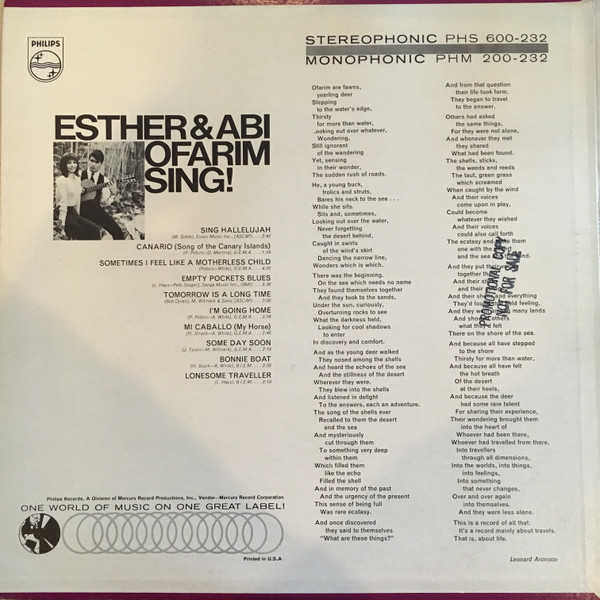 PHILIPS
STEREOPHONIC PHS 600-232
MONOPHONIC PHM 200-232
ESTHER & ABI
OFARIM
SING!
SING HALLELUJAH
CANARIO (Song of the Canary Islands)
SOMETIMES I FEEL LIKE A MOTHERLESS CHILD
EMPTY POCKETS BLUES
TOMORROW IS A LONG TIME
I'M GOING HOME
MI CABALLO (My Horse)
SOME DAY SOON
BONNIE BOAT
LONESOME TRAVELLER
Ofarim are fawns,
yearling deer
Stepping
to the water's edge,
Thirsty
for more water,
ooking out over whatever,
Wondering,
Still ignorant
of the wandering
Yet, sensing
in their wonder,
The sudden rush of roads.
He, a young buck,
frolics and struts,
Bares his neck to the sea . . .
While she sits.
Sits and, sometimes,
Looking out over the water,
Never forgetting
the desert behind,
Caught in swirls
of the wind's skirt
Dancing the narrow line,
Wonders which is which.
There was the beginning.
On the sea which needs no name
They found themselves together
And they took to the sands,
Under the sun, curiously,
Overturning rocks to see
What the darkness held,
Looking for cool shadows
to enter
In discovery and comfort.
And as the young deer walked
They nosed among the shells
And heard the echoes of the sea
And the stillness of the desert
Wherever they were.
They blew into the shells
And listened in delight
To the answers, each an adventure.
The song of the shells ever
Recalled to them the desert
and the sea
And mysteriously
cut through them
To something very deep
within them
Which filled them
like the echo
Filled the shell
And in memory of the past
And the urgency of the present
This sense of being full
Was rare ecstasy.
And once discovered
they said to themselves
"What are these things?"
And from that question
their life took form.
They began to travel
to the answer.
Others had asked
the same things,
For they were not alone,
And whenever they met
they shared
What had been found.
The shells, sticks,
the weeds and reeds
The taut, green grass
which screamed
When caught by the wind
And their voices
come upon in play,
Could become
whatever they wished
And their voices
could also call forth
The ecstasy and
them
one with the
and the sea
And they put their
together
And their sticks
And their
and everything
They'd found
feeling,
And they
many lands
And
others
what they felt
There on the shore of the sea.
And because all have stepped
to the shore
Thirsty for more than water,
And because all have felt
the hot breath
Of the desert
at their heels,
And because the deer
had some rare talent
For sharing their experience,
Their wondering brought them
into the heart of
Whoever had been there,
Whoever had travelled from there,
Into travellers
through all dimensions,
Into the worlds, into things,
into feelings,
Into something
that never changes,
Over and over again
into themselves,
And they were less alone.
This is a record of all that.
It's a record mainly about travels.
That is, about life.
PROMOTIONAL COPY
NOT FOR SALE
Leonard Aronson
Philips Records, A Division of Mercury Record Productions, Inc., Vendor–Mercury Record Corporation
ONE WORLD OF MUSIC ON ONE GREAT LABEL!
Printed in U.S.A.